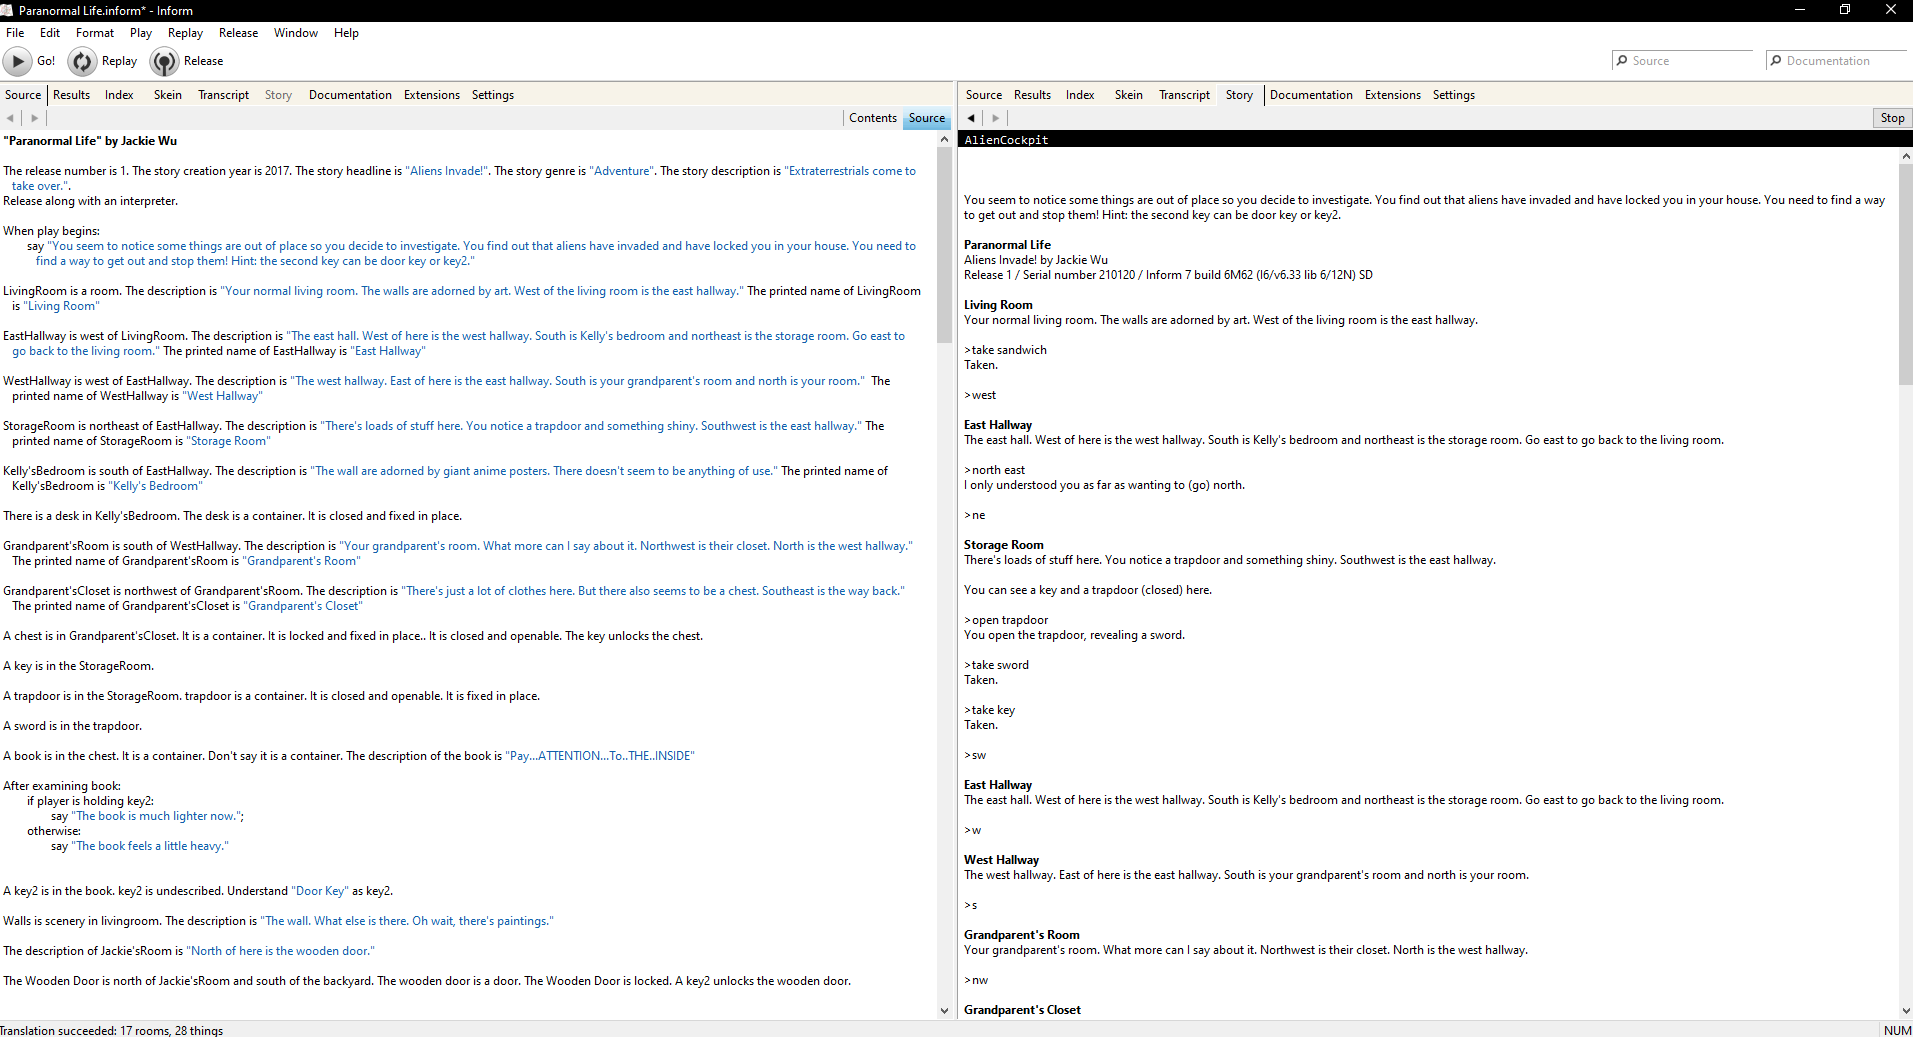 Paranormal Life.inform* - Inform
File Edit Format Play Replay Release Window Help
Go! Replay Release Source Documentation
Source Results Index Skein Transcript Story Documentation Extensions Settings
Contents Source
"Paranormal Life" by Jackie Wu
The release number is 1. The story creation year is 2017. The story headline is "Aliens Invade!". The story genre is "Adventure". The story description is "Extraterrestrials come to
take over.".
Release along with an interpreter.
When play begins:
say "You seem to notice some things are out of place so you decide to investigate. You find out that aliens have invaded and have locked you in your house. You need to
find a way to get out and stop them! Hint: the second key can be door key or key2."
LivingRoom is a room. The description is "Your normal living room. The walls are adorned by art. West of the living room is the east hallway." The printed name of LivingRoom
is "Living Room"
EastHallway is west of LivingRoom. The description is "The east hall. West of here is the west hallway. South is Kelly's bedroom and northeast is the storage room. Go east to
go back to the living room." The printed name of EastHallway is "East Hallway"
WestHallway is west of EastHallway. The description is "The west hallway. East of here is the east hallway. South is your grandparent's room and north is your room." The
printed name of WestHallway is "West Hallway"
StorageRoom is northeast of EastHallway. The description is "There's loads of stuff here. You notice a trapdoor and something shiny. Southwest is the east hallway." The
printed name of StorageRoom is "Storage Room"
Kelly'sBedroom is south of EastHallway. The description is "The wall are adorned by giant anime posters. There doesn't seem to be anything of use." The printed name of
Kelly'sBedroom is "Kelly's Bedroom"
There is a desk in Kelly'sBedroom. The desk is a container. It is closed and fixed in place.
Grandparent'sRoom is south of WestHallway. The description is "Your grandparent's room. What more can I say about it. Northwest is their closet. North is the west hallway."
The printed name of Grandparent'sRoom is "Grandparent's Room"
Grandparent'sCloset is northwest of Grandparent'sRoom. The description is "There's just a lot of clothes here. But there also seems to be a chest. Southeast is the way back."
The printed name of Grandparent'sCloset is "Grandparent's Closet"
A chest is in Grandparent'sCloset. It is a container. It is locked and fixed in place.. It is closed and openable. The key unlocks the chest.
A key is in the StorageRoom.
A trapdoor is in the StorageRoom. trapdoor is a container. It is closed and openable. It is fixed in place.
A sword is in the trapdoor.
A book is in the chest. It is a container. Don't say it is a container. The description of the book is "Pay...ATTENTION...To..THE..INSIDE"
After examining book:
if player is holding key2:
say "The book is much lighter now.";
otherwise:
say "The book feels a little heavy."
A key2 is in the book. key2 is undescribed. Understand "Door Key" as key2.
Walls is scenery in livingroom. The description is "The wall. What else is there. Oh wait, there's paintings."
The description of Jackie'sRoom is "North of here is the wooden door."
The Wooden Door is north of Jackie'sRoom and south of the backyard. The wooden door is a door. The Wooden Door is locked. A key2 unlocks the wooden door.
Source Results Index Skein Transcript Story Documentation Extensions Settings
Stop
AlienCockpit
You seem to notice some things are out of place so you decide to investigate. You find out that aliens have invaded and have locked you in your house. You need to find a way
to get out and stop them! Hint: the second key can be door key or key2.
Paranormal Life
Aliens Invade! by Jackie Wu
Release 1 / Serial number 210120 / Inform 7 build 6M62 (I6/v6.33 lib 6/12N) SD
Living Room
Your normal living room. The walls are adorned by art. West of the living room is the east hallway.
>take sandwich
Taken.
>west
East Hallway
The east hall. West of here is the west hallway. South is Kelly's bedroom and northeast is the storage room. Go east to go back to the living room.
>north east
I only understood you as far as wanting to (go) north.
>ne
Storage Room
There's loads of stuff here. You notice a trapdoor and something shiny. Southwest is the east hallway.
You can see a key and a trapdoor (closed) here.
>open trapdoor
You open the trapdoor, revealing a sword.
>take sword
Taken.
>take key
Taken.
>sw
East Hallway
The east hall. West of here is the west hallway. South is Kelly's bedroom and northeast is the storage room. Go east to go back to the living room.
>w
West Hallway
The west hallway. East of here is the east hallway. South is your grandparent's room and north is your room.
>s
Grandparent's Room
Your grandparent's room. What more can I say about it. Northwest is their closet. North is the west hallway.
>nw
Grandparent's Closet
Translation succeeded: 17 rooms, 28 things
NUM